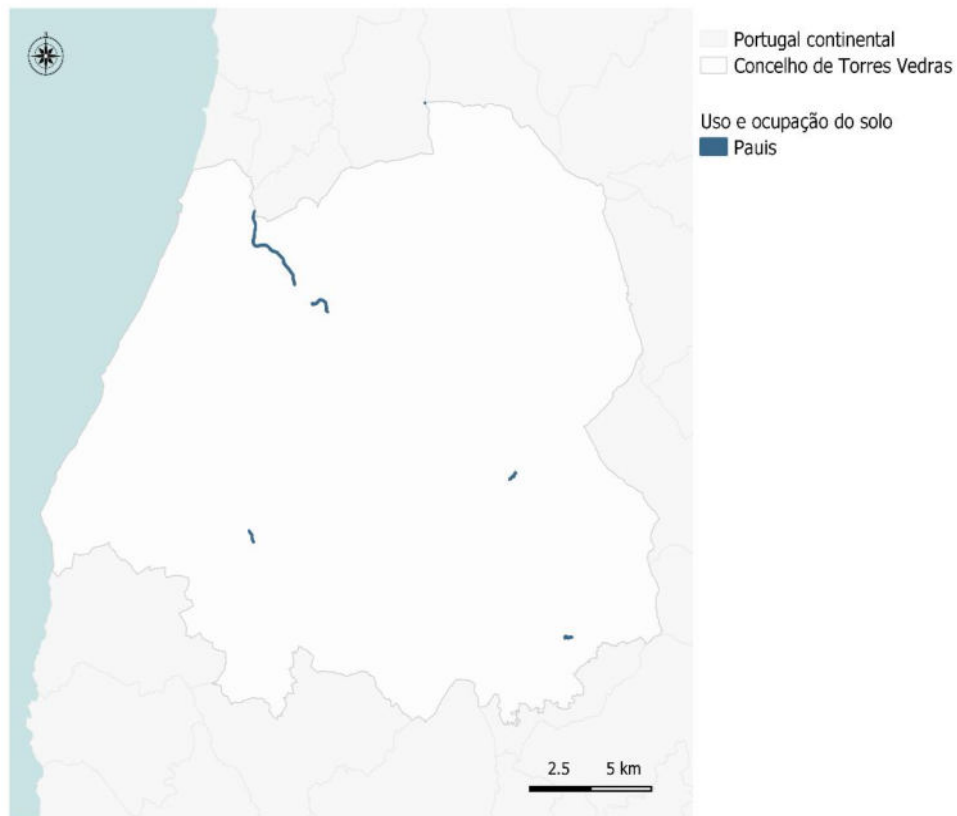 Portugal continental
Concelho de Torres Vedras
Uso e ocupação do solo
Pauis
2.5 5 km